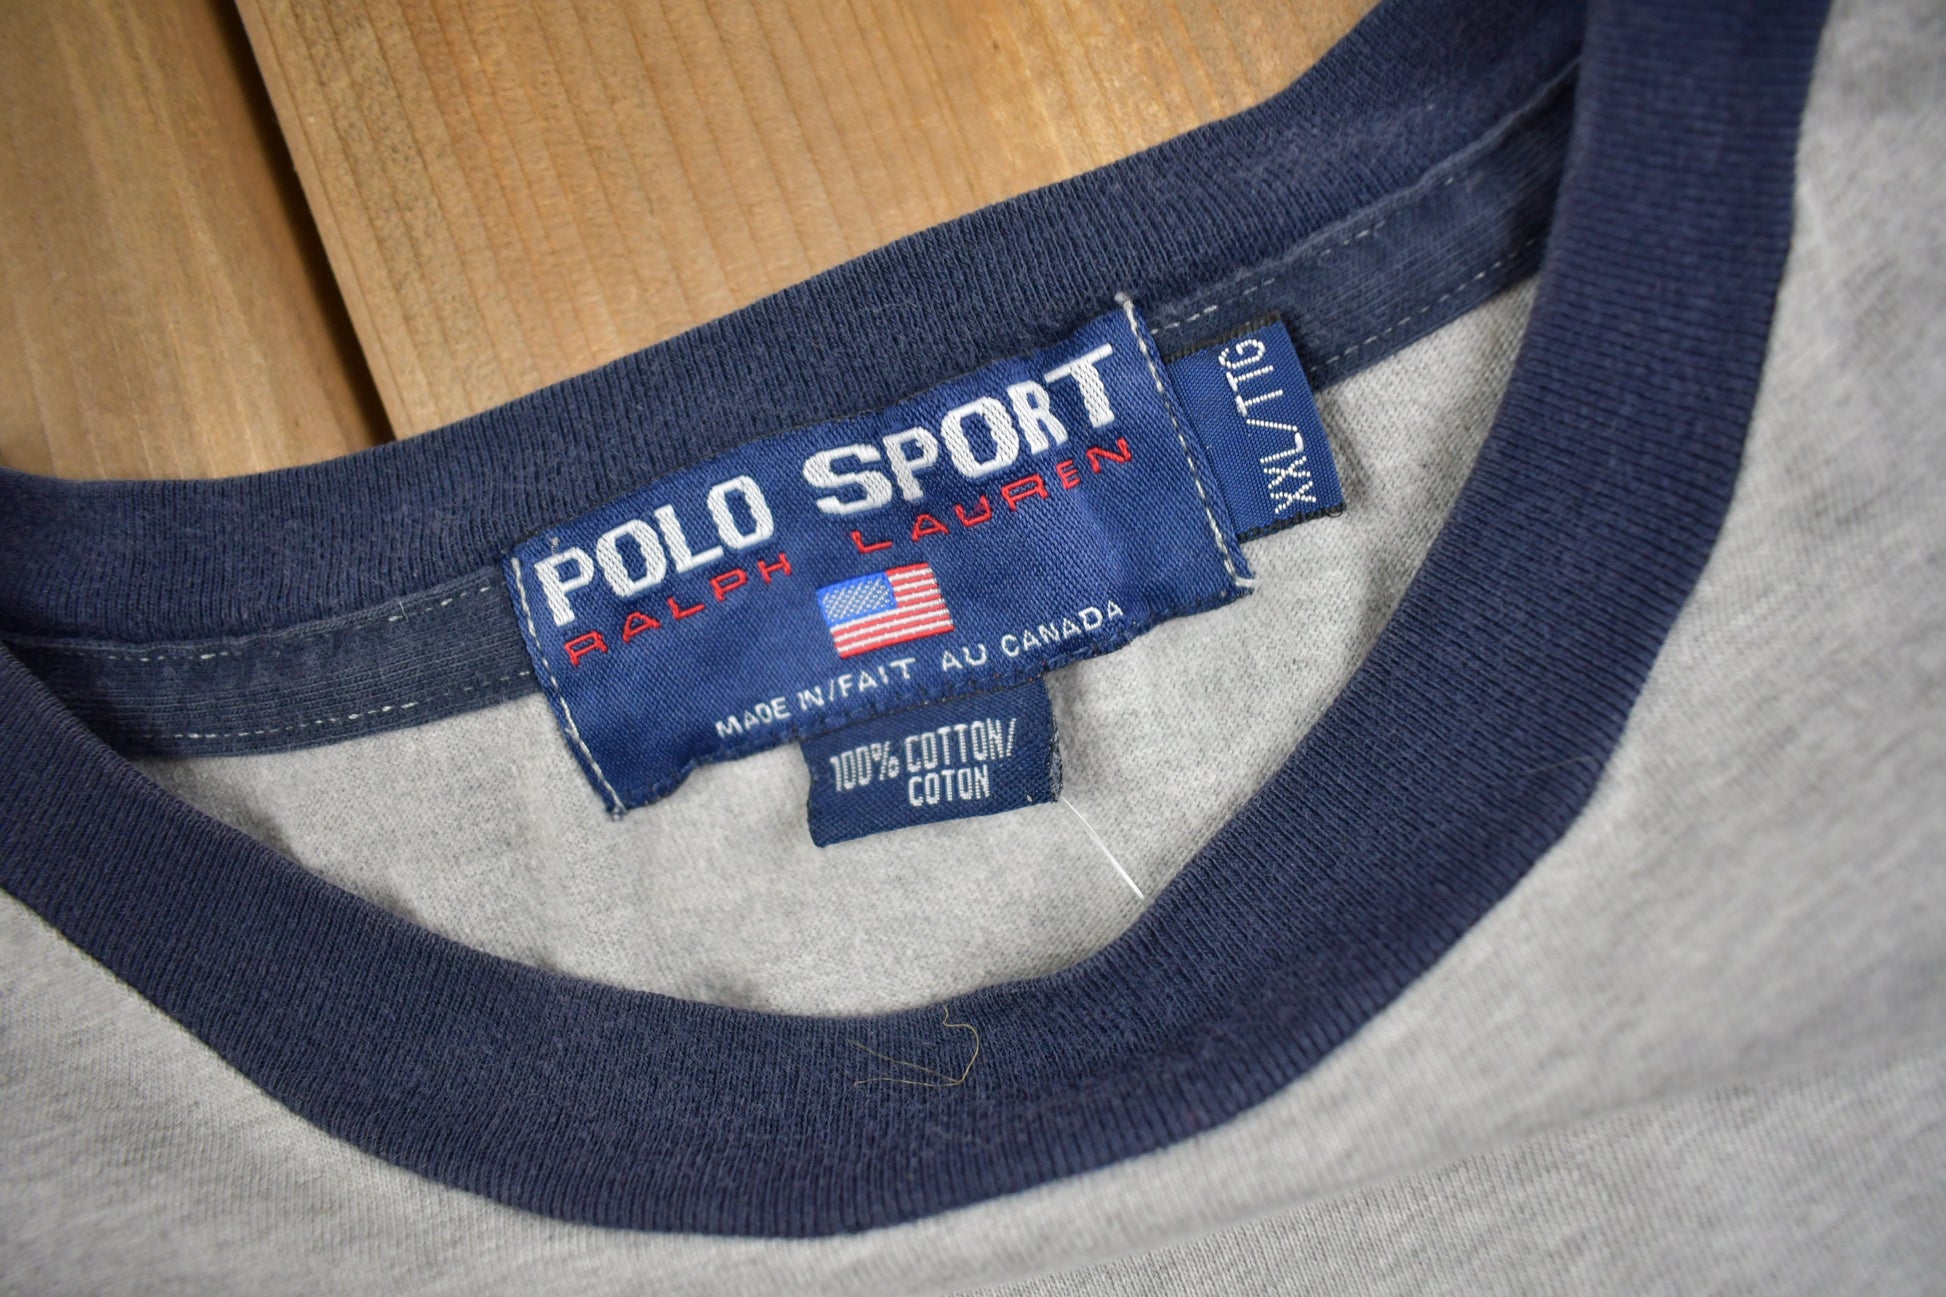 POLO SPORT
RALPH LAUREN
MADE IN/FAIT AU CANADA
100% COTTON/
COTON
XXL/TTG